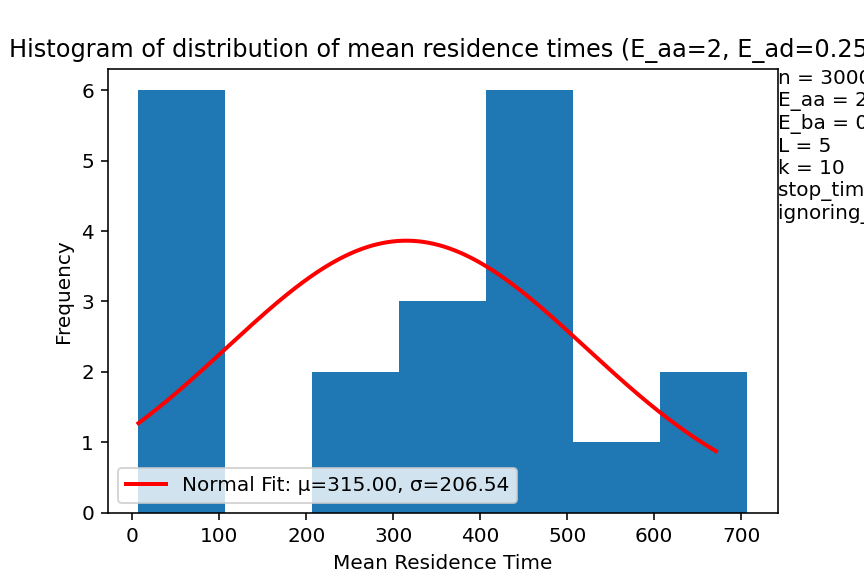 Histogram of distribution of mean residence times (E_aa=2, E_ad=0.25
n = 3000
E_aa = 2
E_ba = 0
L = 5
k = 10
stop_tim
ignoring_
Frequency
6
5
4
3
2
1
0
Normal Fit: μ=315.00, σ=206.54
0 100 200 300 400 500 600 700
Mean Residence Time